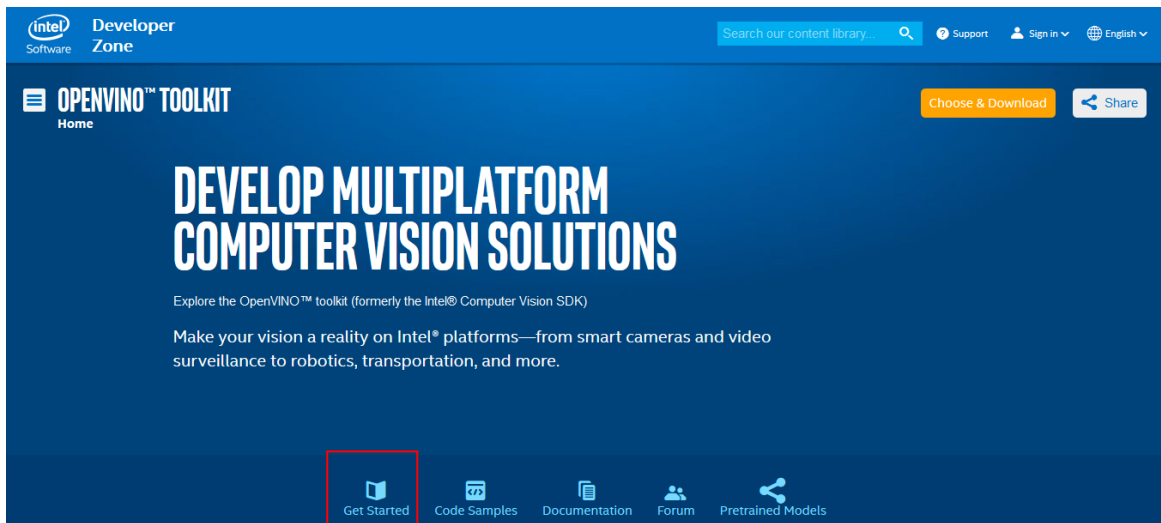 intel
Software
Developer
Zone
Search our content library...
Support
Sign in
English
OPENVINO™ TOOLKIT
Home
Choose & Download
Share
DEVELOP MULTIPLATFORM
COMPUTER VISION SOLUTIONS
Explore the OpenVINO™ toolkit (formerly the Intel® Computer Vision SDK)
Make your vision a reality on Intel® platforms—from smart cameras and video
surveillance to robotics, transportation, and more.
Get Started
Code Samples
Documentation
Forum
Pretrained Models